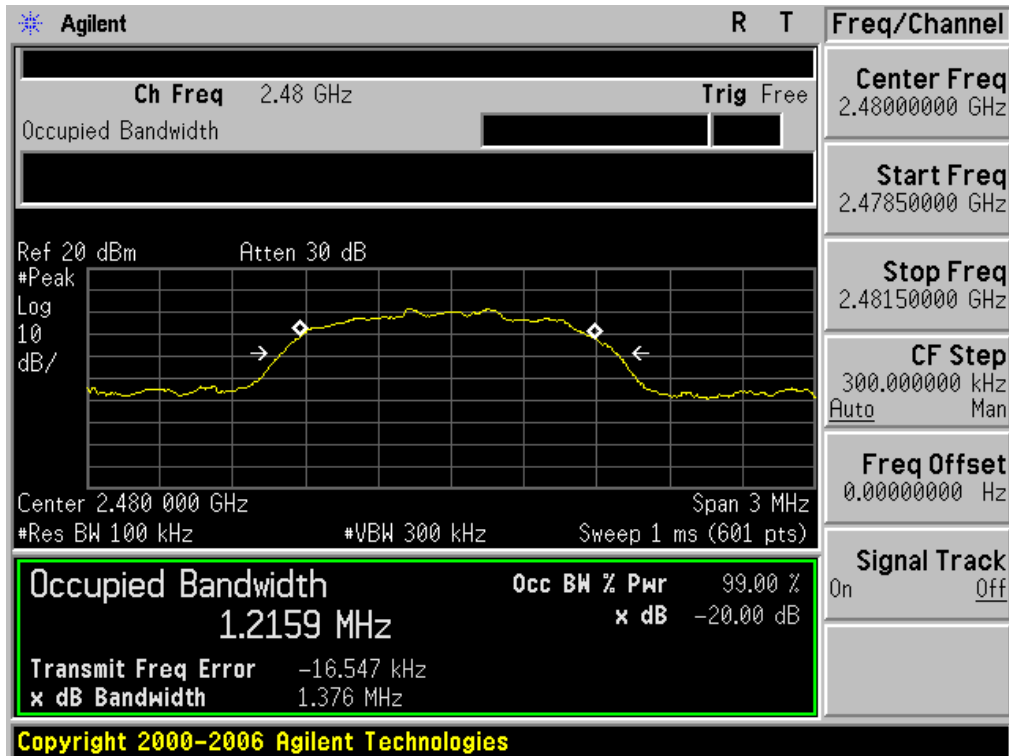 Agilent R T Freq/Channel
Ch Freq 2.48 GHz Trig Free
Occupied Bandwidth
Center Freq
2.48000000 GHz
Start Freq
2.47850000 GHz
Stop Freq
2.48150000 GHz
CF Step
300.000000 kHz
Auto Man
Freq Offset
0.00000000 Hz
Signal Track
On Off
Ref 20 dBm Atten 30 dB
#Peak
Log
10
dB/
Center 2.480 000 GHz Span 3 MHz
#Res BW 100 kHz #VBW 300 kHz Sweep 1 ms (601 pts)
Occupied Bandwidth Occ BW % Pwr 99.00 %
1.2159 MHz x dB -20.00 dB
Transmit Freq Error -16.547 kHz
x dB Bandwidth 1.376 MHz
Copyright 2000-2006 Agilent Technologies